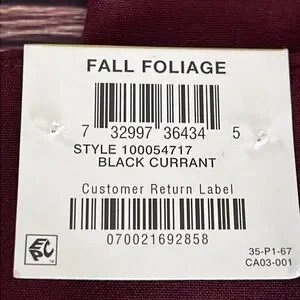 FALL FOLIAGE
7 32997 36434 5
STYLE 100054717
BLACK CURRANT
Customer Return Label
070021692858
EPC
35-P1-67
CA03-001